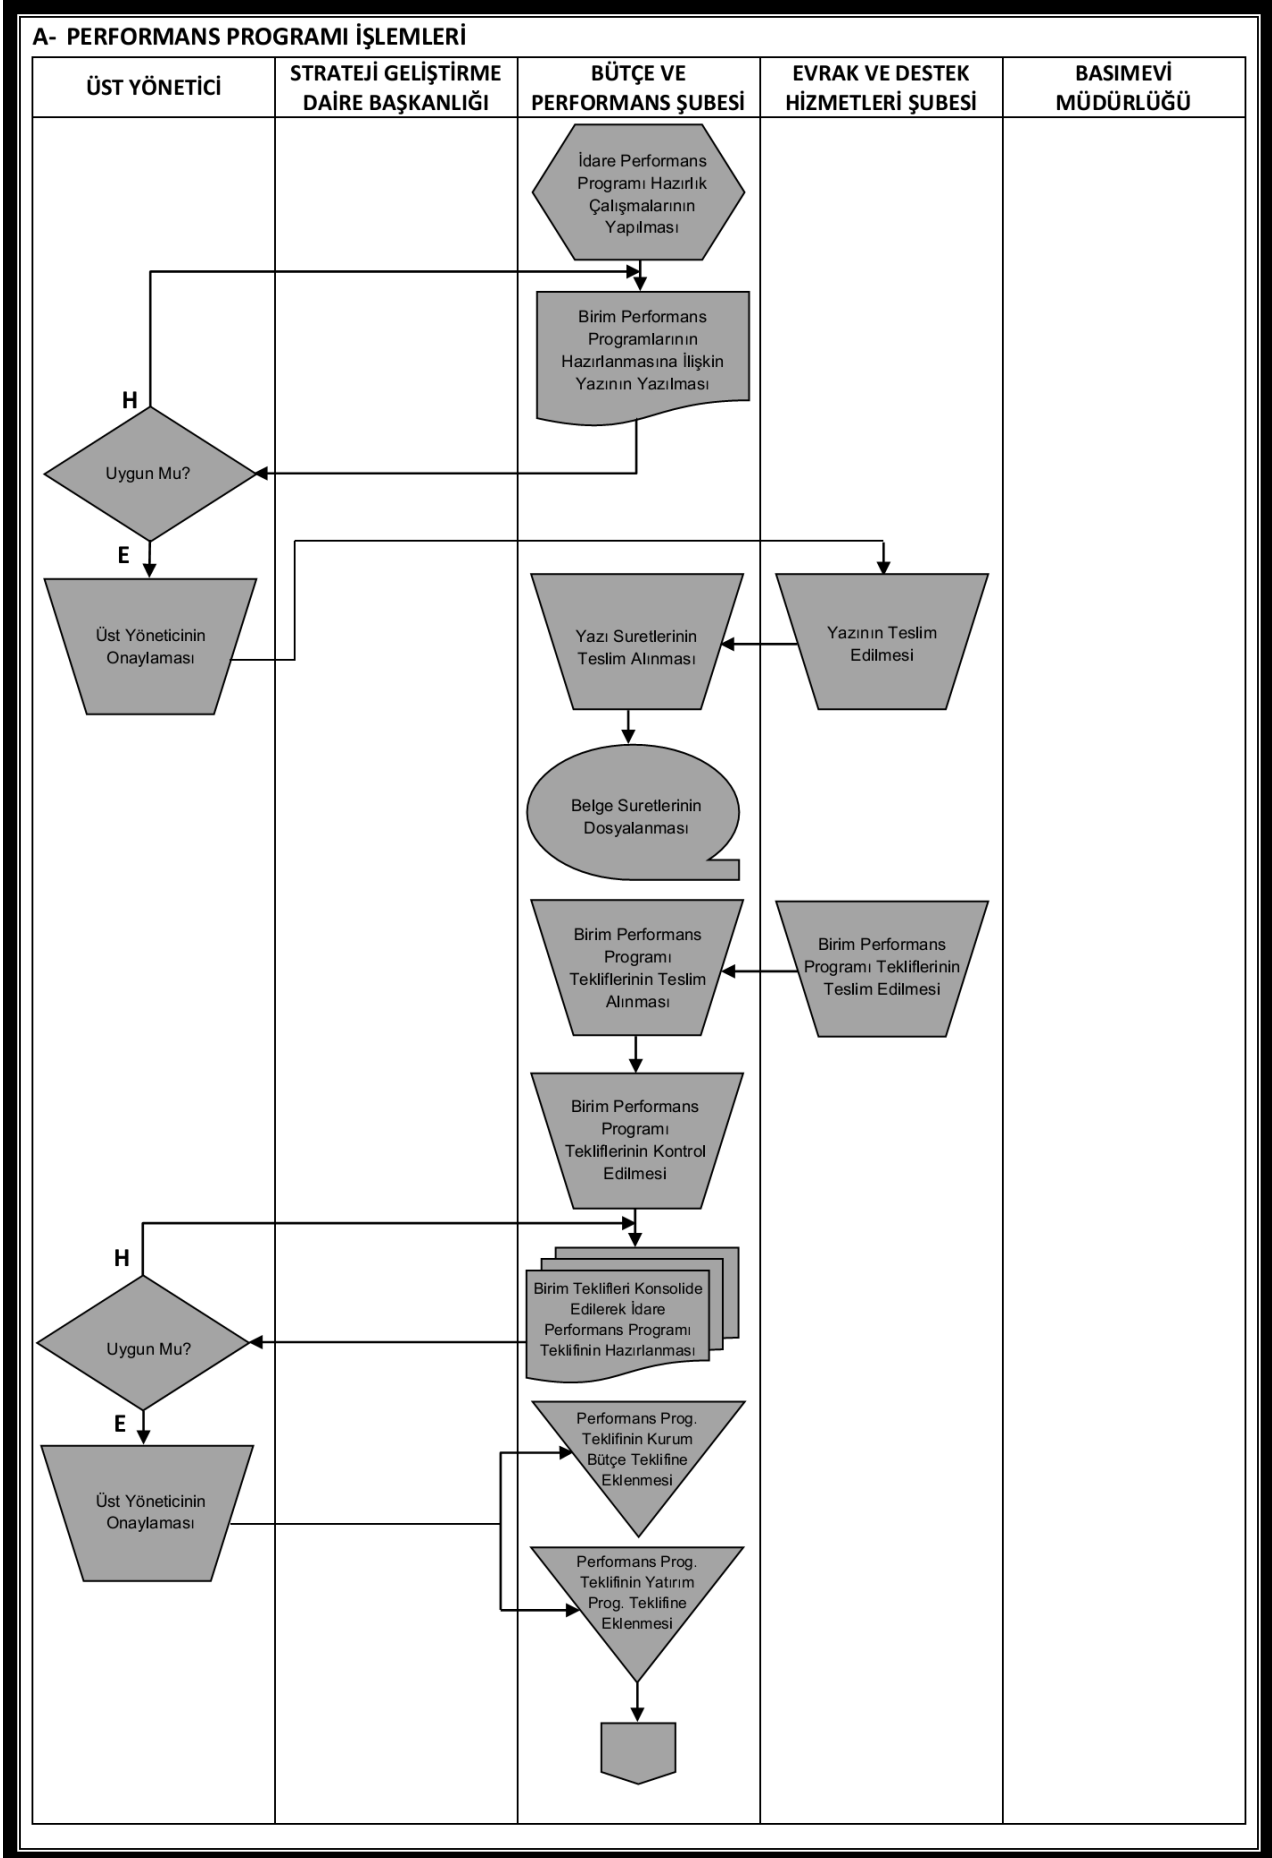 A- PERFORMANS PROGRAMI İŞLEMLERİ
ÜST YÖNETİCİ
STRATEJİ GELİŞTİRME
DAİRE BAŞKANLIĞI
BÜTÇE VE
PERFORMANS ŞUBESİ
EVRAK VE DESTEK
HİZMETLERİ ŞUBESİ
BASIMEVİ
MÜDÜRLÜĞÜ
İdare Performans
Programı Hazırlık
Çalışmalarının
Yapılması
Birim Performans
Programlarının
Hazırlanmasına İlişkin
Yazının Yazılması
H
Uygun Mu?
E
Üst Yöneticinin
Onaylaması
Yazı Suretlerinin
Teslim Alınması
Yazının Teslim
Edilmesi
Belge Suretlerinin
Dosyalanması
Birim Performans
Programı
Tekliflerinin Teslim
Alınması
Birim Performans
Programı Tekliflerinin
Teslim Edilmesi
Birim Performans
Programı
Tekliflerinin Kontrol
Edilmesi
H
Uygun Mu?
Birim Teklifleri Konsolide
Edilerek İdare
Performans Programı
Teklifinin Hazırlanması
E
Üst Yöneticinin
Onaylaması
Performans Prog.
Teklifinin Kurum
Bütçe Teklifine
Eklenmesi
Performans Prog.
Teklifinin Yatırım
Prog. Teklifine
Eklenmesi